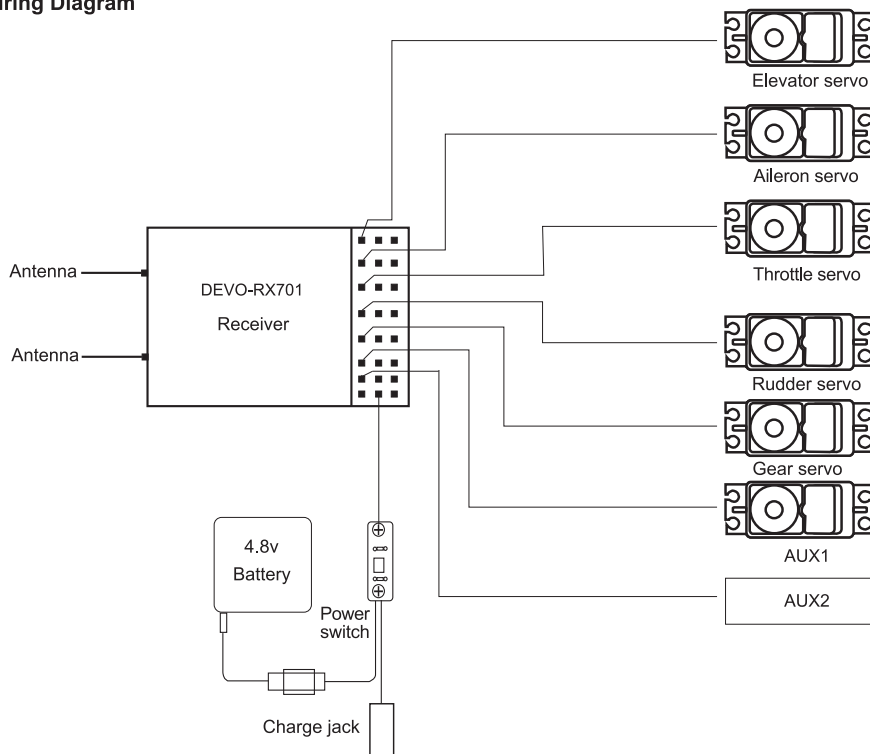 Diagram
Elevator servo
Aileron servo
Antenna
DEVO-RX701
Receiver
Throttle servo
Antenna
Rudder servo
Gear servo
4.8v
Battery
AUX1
Power
switch
AUX2
Charge jack